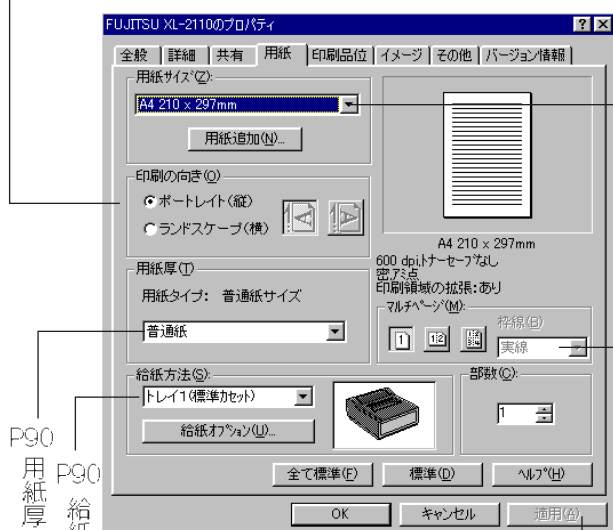 FUJITSU XL-2110のプロパティ
全般 詳細 共有 用紙 印刷品位 イメージ その他 バージョン情報
用紙サイズ(Z):
A4 210 x 297mm
用紙追加(N)...
印刷の向き(O)
ポートレイト(縦)
ランドスケープ(横)
A4 210 x 297mm
600 dpi,トナーセーブなし
密,アミ点
印刷領域の拡張:あり
用紙厚(T)
用紙タイプ: 普通紙サイズ
普通紙
マルチページ(M):
枠線(B)
実線
給紙方法(S):
トレイ1(標準カセット)
給紙オプション(U)...
部数(C):
1
全て標準(F) 標準(D) ヘルプ(H)
OK キャンセル 適用(A)
P90
用紙厚
P90
給紙